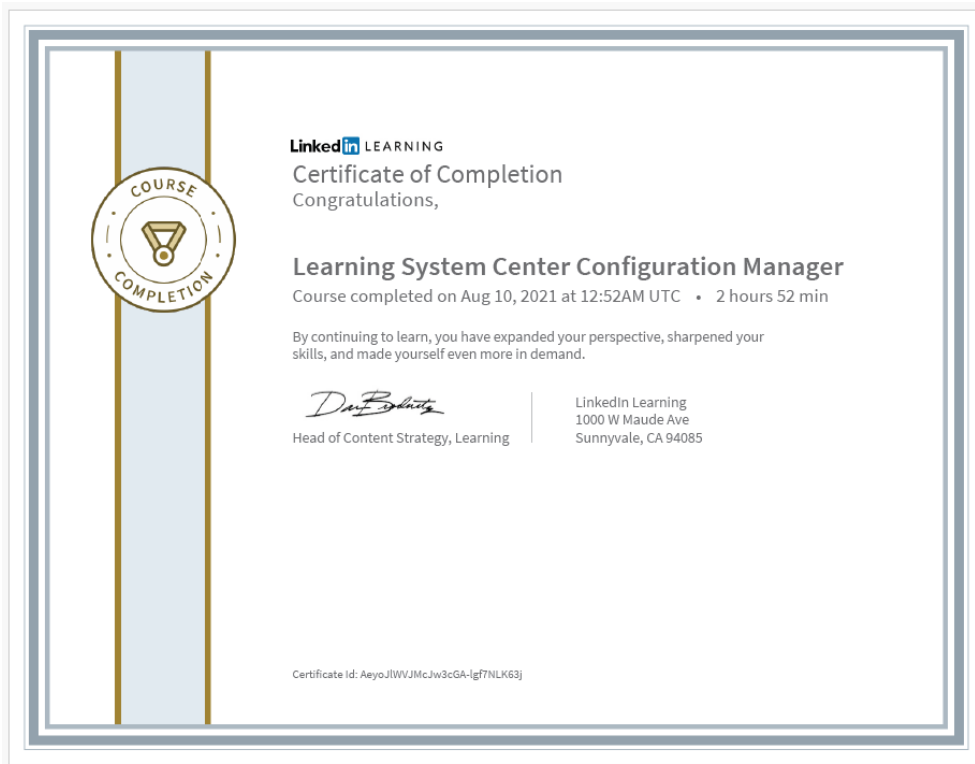 COURSE
COMPLETION
Linkedin LEARNING
Certificate of Completion
Congratulations,
Learning System Center Configuration Manager
Course completed on Aug 10, 2021 at 12:52AM UTC • 2 hours 52 min
By continuing to learn, you have expanded your perspective, sharpened your
skills, and made yourself even more in demand.
Head of Content Strategy, Learning
LinkedIn Learning
1000 W Maude Ave
Sunnyvale, CA 94085
Certificate Id: AeyoJlWVJMcJw3cGA-lgf7NLK63j